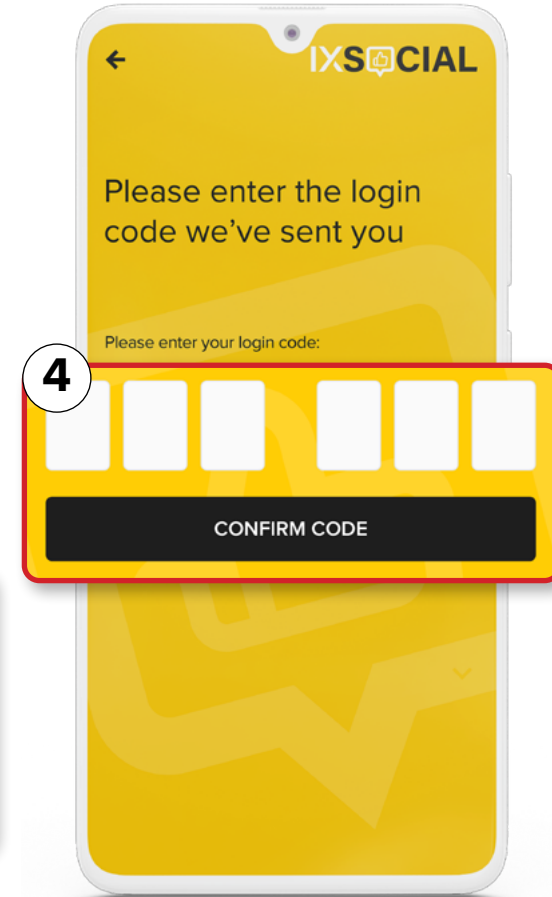 IXSOCIAL
Please enter the login
code we've sent you
Please enter your login code:
4
CONFIRM CODE